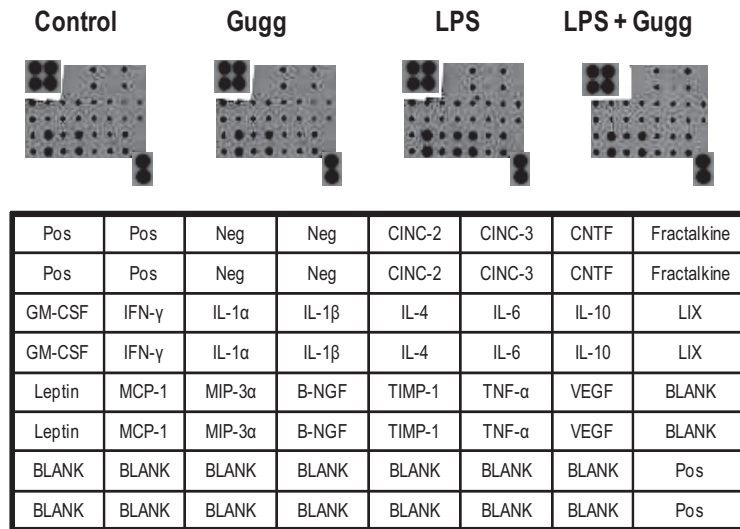 Control Gugg LPS LPS + Gugg
Pos Pos Neg Neg CINC-2 CINC-3 CNTF Fractalkine
Pos Pos Neg Neg CINC-2 CINC-3 CNTF Fractalkine
GM-CSF IFN-γ IL-1α IL-1β IL-4 IL-6 IL-10 LIX
GM-CSF IFN-γ IL-1α IL-1β IL-4 IL-6 IL-10 LIX
Leptin MCP-1 MIP-3α B-NGF TIMP-1 TNF-α VEGF BLANK
Leptin MCP-1 MIP-3α B-NGF TIMP-1 TNF-α VEGF BLANK
BLANK BLANK BLANK BLANK BLANK BLANK BLANK Pos
BLANK BLANK BLANK BLANK BLANK BLANK BLANK Pos